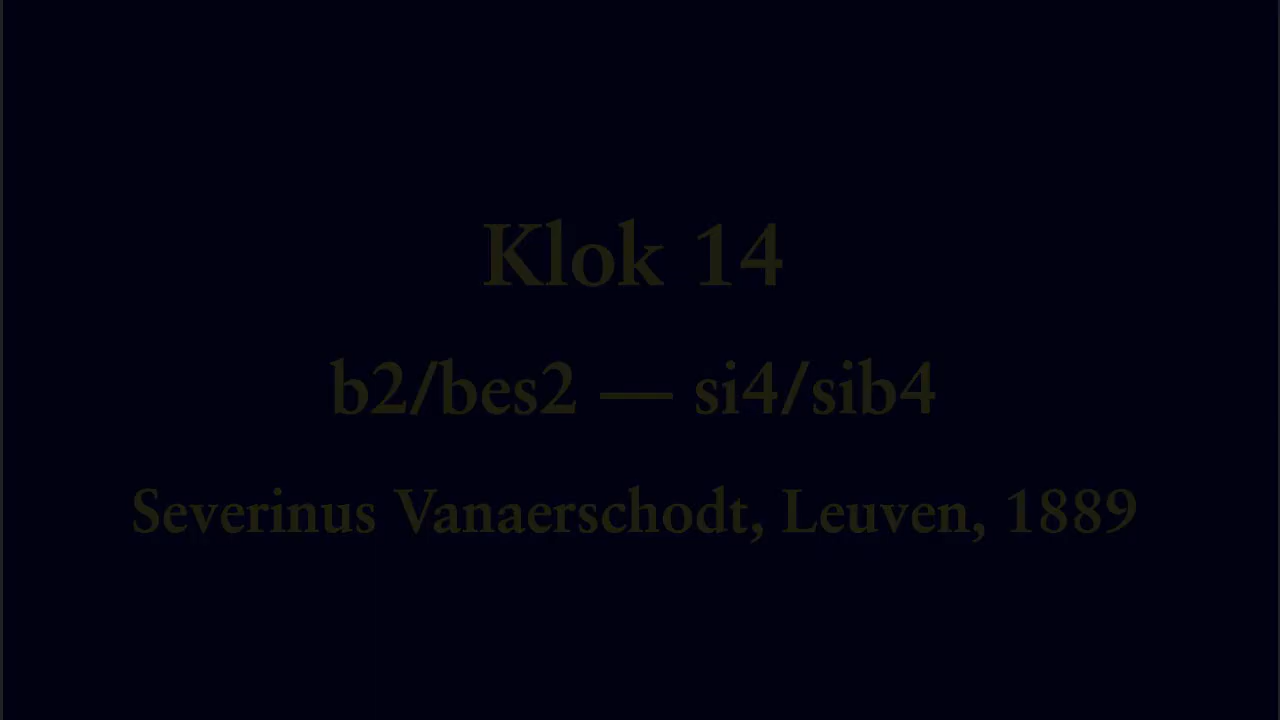 Klok 14
b2/bes2 — si4/sib4
Severinus Vanaerschodt, Leuven, 1889